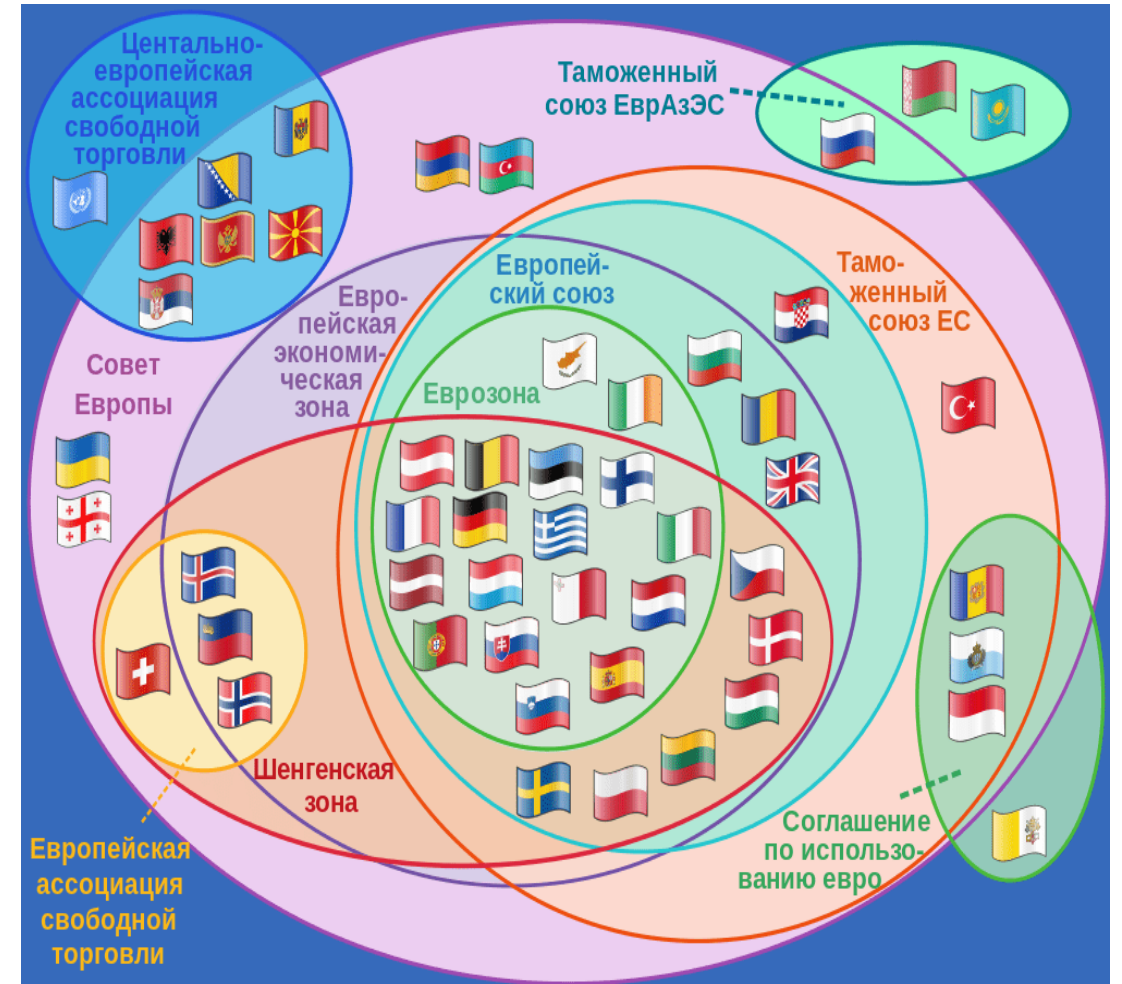 Центально-
европейская
ассоциация
свободной
торговли
Таможенный
союз ЕврАзЭС
Европей-
ский союз
Тамо-
женный
союз ЕС
Евро-
пейская
экономи-
ческая
зона
Совет
Европы
Еврозона
Шенгенская
зона
Соглашение
по использо-
ванию евро
Европейская
ассоциация
свободной
торговли